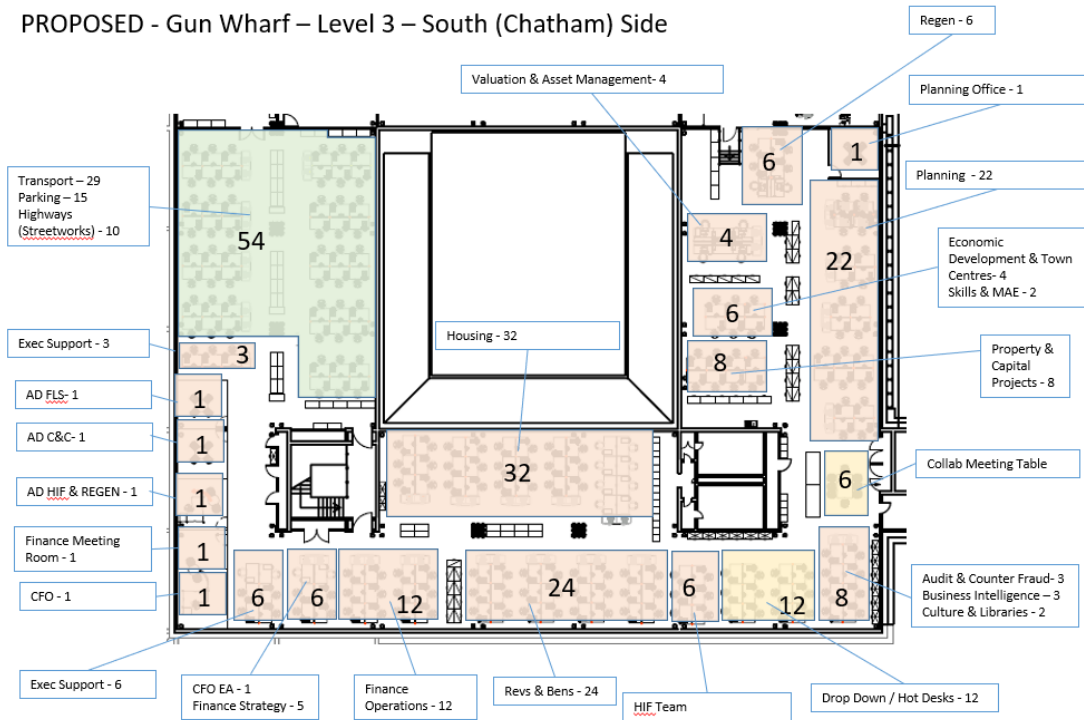 PROPOSED - Gun Wharf – Level 3 – South (Chatham) Side
Regen - 6
Valuation & Asset Management- 4
Planning Office - 1
Planning - 22
Transport – 29
Parking – 15
Highways
(Streetworks) - 10
54
6
1
4
22
6
8
Economic
Development & Town
Centres- 4
Skills & MAE - 2
Housing - 32
Exec Support - 3
3
Property &
Capital
Projects - 8
AD FLS- 1
1
AD C&C- 1
1
32
Collab Meeting Table
6
AD HIF & REGEN - 1
1
Finance Meeting
Room - 1
1
CFO - 1
1
6
6
12
24
6
12
8
Audit & Counter Fraud- 3
Business Intelligence – 3
Culture & Libraries - 2
Exec Support - 6
CFO EA - 1
Finance Strategy - 5
Finance
Operations - 12
Revs & Bens - 24
HIF Team
Drop Down / Hot Desks - 12